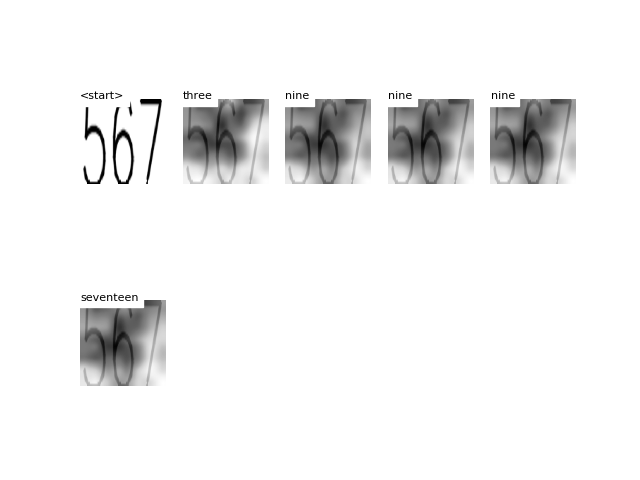 <start> three nine nine nine
567 567 567 567 567
seventeen
567